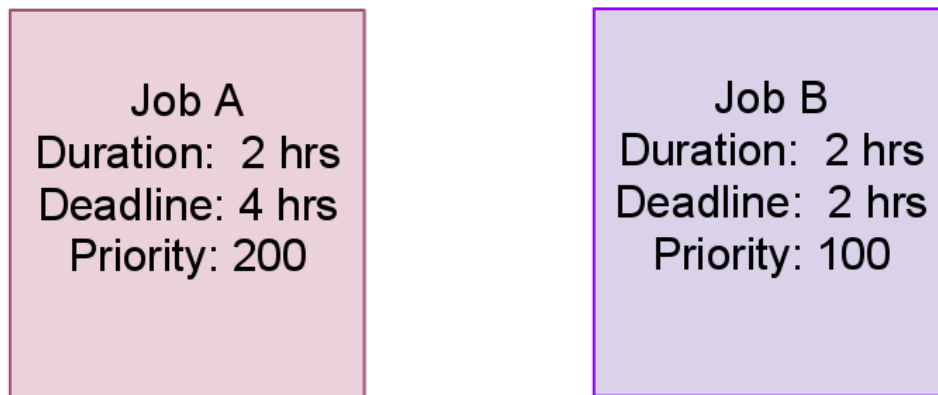 Job A
Duration:  2 hrs
Deadline: 4 hrs
Priority: 200
Job B
Duration:  2 hrs
Deadline:  2 hrs
Priority: 100